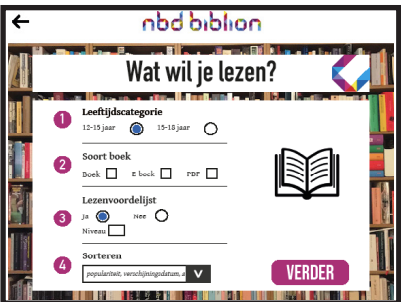 nbd biblion
Wat wil je lezen?
1 Leeftijdscategorie
12-15 jaar 15-18 jaar
2 Soort boek
Boek E boek PDF
3 Lezenvoordelijst
Ja Nee
Niveau
4 Sorteren
populariteit, verschijningsdatum, a
VERDER